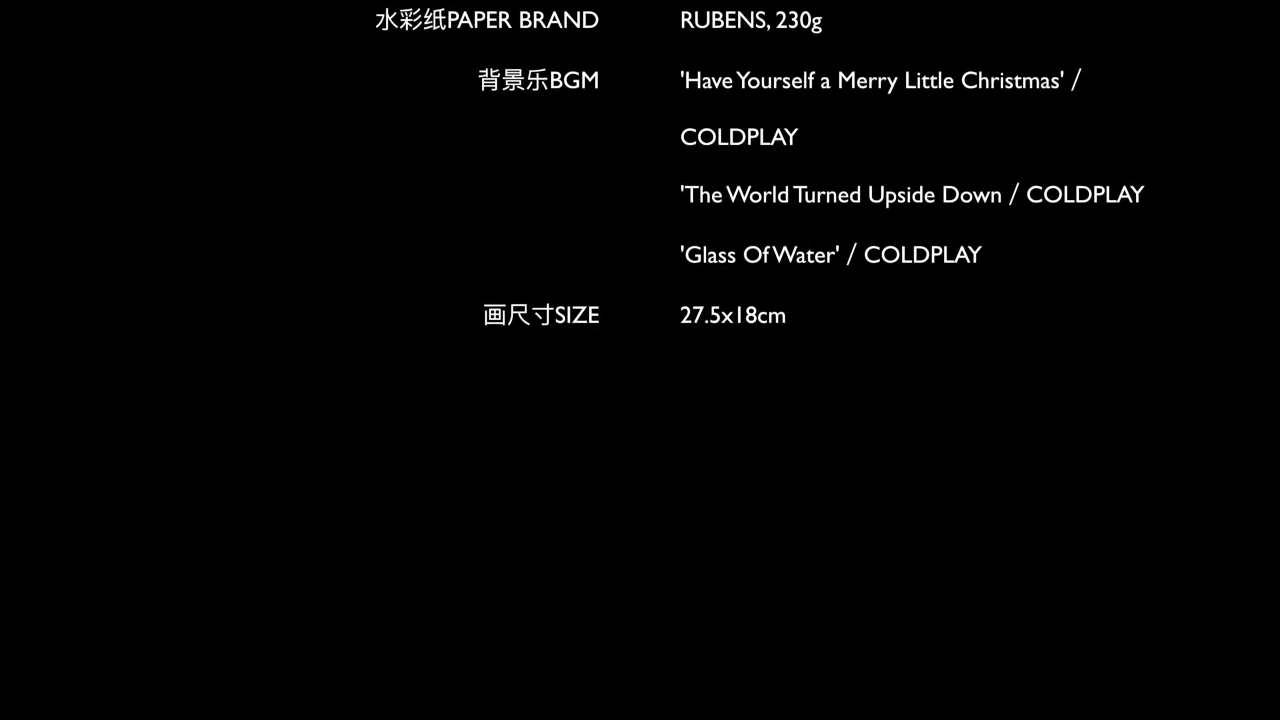 水彩纸PAPER BRAND RUBENS, 230g
背景乐BGM 'Have Yourself a Merry Little Christmas' /
COLDPLAY
'The World Turned Upside Down / COLDPLAY
'Glass Of Water' / COLDPLAY
画尺寸SIZE 27.5x18cm